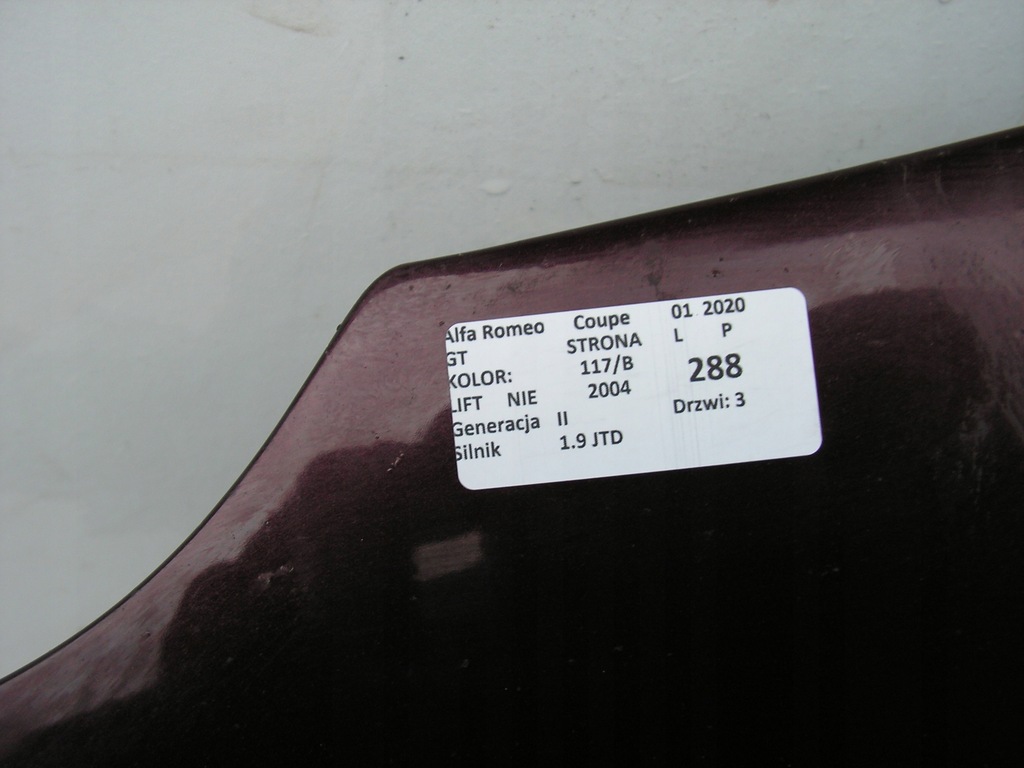 Alfa Romeo Coupe 01 2020
GT STRONA L P
KOLOR: 117/B 288
LIFT NIE 2004
Generacja II Drzwi: 3
Silnik 1.9 JTD